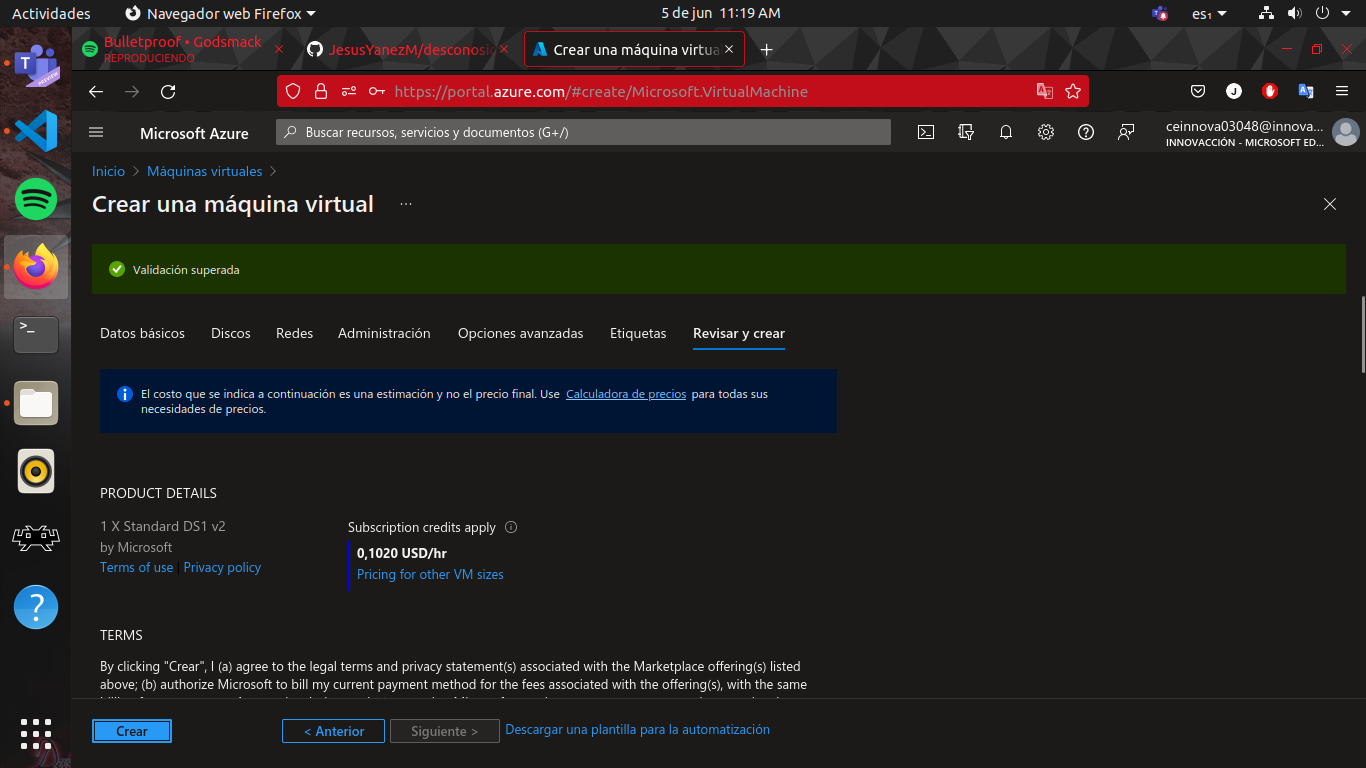 Actividades
Navegador web Firefox
5 de jun 11:19 AM
es₁
Bulletproof • Godsmack
REPRODUCIENDO
JesusYanezM/desconosi
Crear una máquina virtua
https://portal.azure.com/#create/Microsoft.VirtualMachine
J
Microsoft Azure
Buscar recursos, servicios y documentos (G+/)
ceinnova03048@innova...
INNOVACCIÓN - MICROSOFT ED...
Inicio > Máquinas virtuales >
Crear una máquina virtual ...
Validación superada
Datos básicos Discos Redes Administración Opciones avanzadas Etiquetas Revisar y crear
El costo que se indica a continuación es una estimación y no el precio final. Use Calculadora de precios para todas sus
necesidades de precios.
PRODUCT DETAILS
1 X Standard DS1 v2
by Microsoft
Terms of use | Privacy policy
Subscription credits apply
0,1020 USD/hr
Pricing for other VM sizes
TERMS
By clicking "Crear", I (a) agree to the legal terms and privacy statement(s) associated with the Marketplace offering(s) listed
above; (b) authorize Microsoft to bill my current payment method for the fees associated with the offering(s), with the same
Crear
< Anterior
Siguiente >
Descargar una plantilla para la automatización